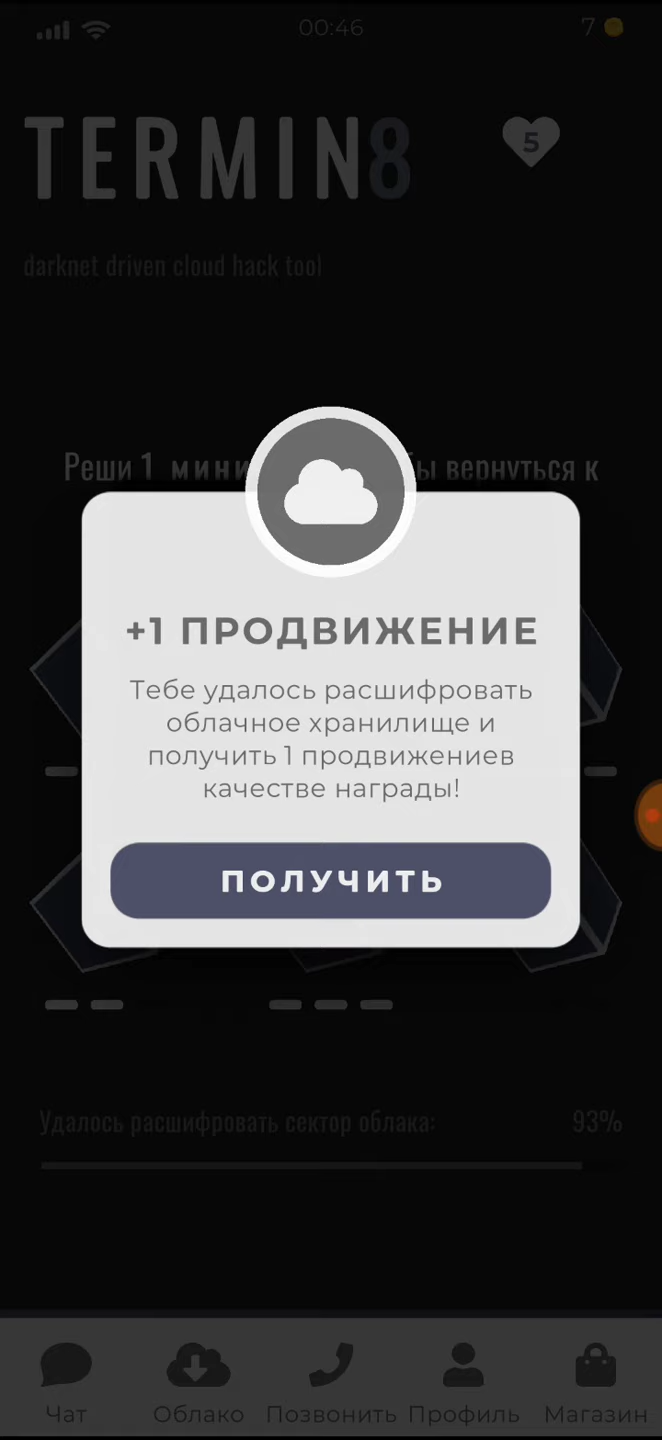 00:46
7
TERMIN8
5
darknet driven cloud hack tool
Реши 1 мини бы вернуться к
+1 ПРОДВИЖЕНИЕ
Тебе удалось расшифровать
облачное хранилище и
получить 1 продвижениев
качестве награды!
ПОЛУЧИТЬ
Удалось расшифровать сектор облака: 93%
Чат Облако Позвонить Профиль Магазин